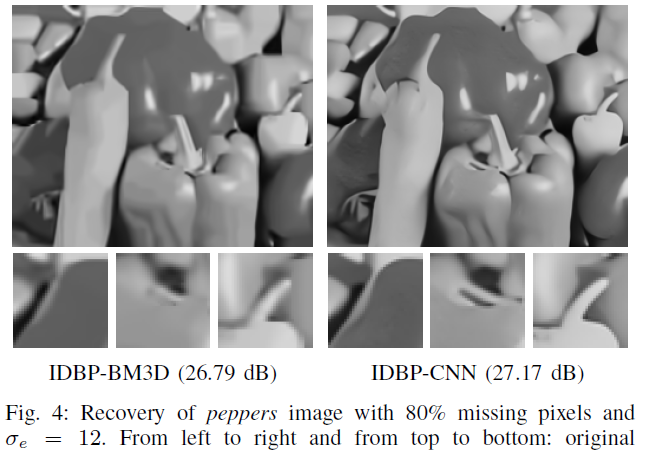 IDBP-BM3D (26.79 dB)
IDBP-CNN (27.17 dB)
Fig. 4: Recovery of peppers image with 80% missing pixels and
σe = 12. From left to right and from top to bottom: original